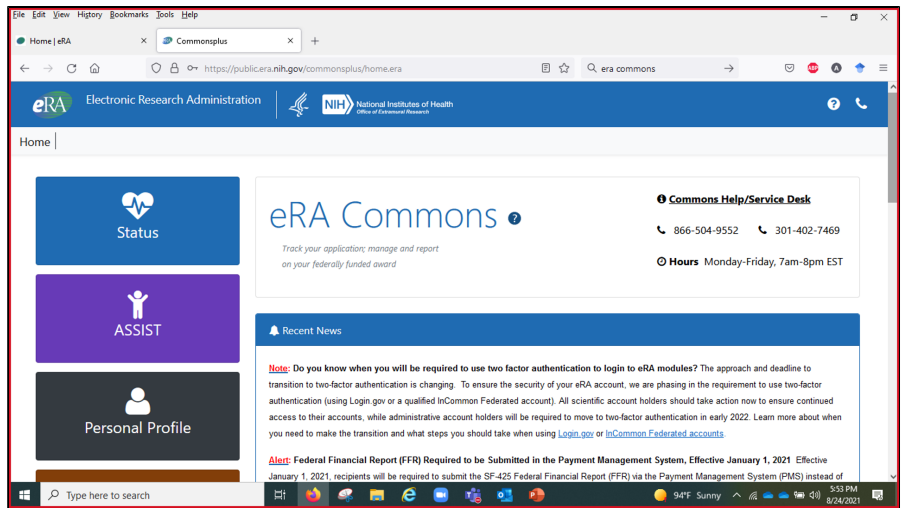 File Edit View History Bookmarks Tools Help
Home | eRA × Commonsplus × +
https://public.era.nih.gov/commonsplus/home.era era commons
eRA Electronic Research Administration NIH National Institutes of Health
Office of Extramural Research
Home
Status
ASSIST
Personal Profile
eRA Commons
Track your application; manage and report
on your federally funded award
Commons Help/Service Desk
866-504-9552 301-402-7469
Hours Monday-Friday, 7am-8pm EST
Recent News
Note: Do you know when you will be required to use two factor authentication to login to eRA modules? The approach and deadline to
transition to two-factor authentication is changing. To ensure the security of your eRA account, we are phasing in the requirement to use two-factor
authentication (using Login.gov or a qualified InCommon Federated account). All scientific account holders should take action now to ensure continued
access to their accounts, while administrative account holders will be required to move to two-factor authentication in early 2022. Learn more about when
you need to make the transition and what steps you should take when using Login.gov or InCommon Federated accounts.
Alert: Federal Financial Report (FFR) Required to be Submitted in the Payment Management System, Effective January 1, 2021 Effective
January 1, 2021, recipients will be required to submit the SF-425 Federal Financial Report (FFR) via the Payment Management System (PMS) instead of
Type here to search
94°F Sunny
5:53 PM
8/24/2021